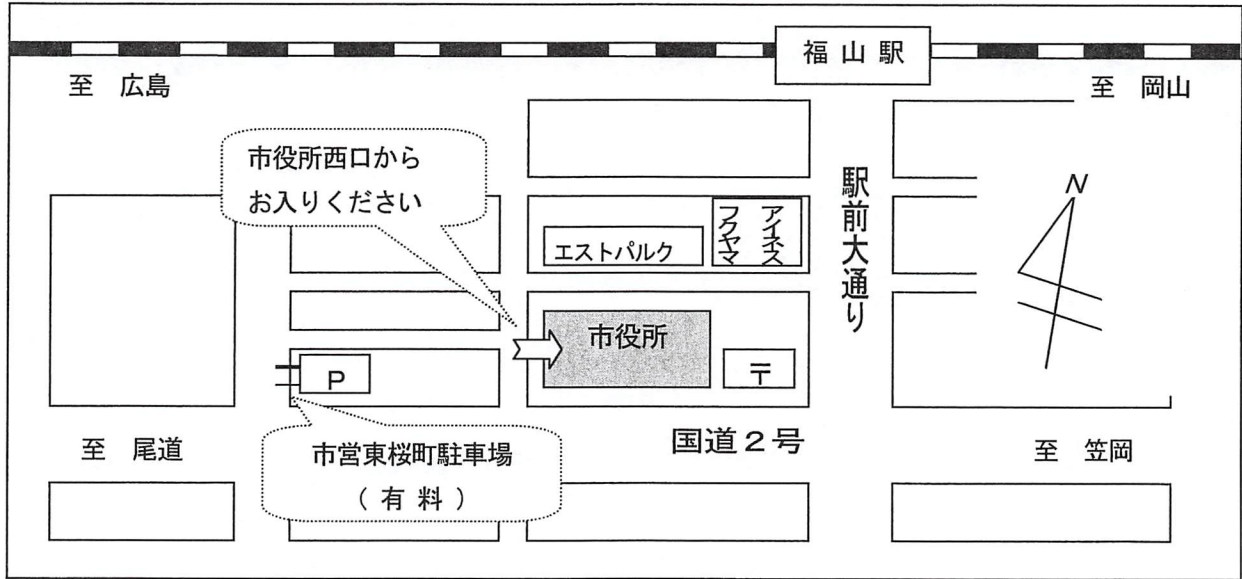 福山駅
至 広島
至 岡山
市役所西口から
お入りください
駅前大通り
N
エストパルク
アイネス
フクヤマ
市役所
〒
P
市営東桜町駐車場
(有料)
至 尾道
国道2号
至 笠岡